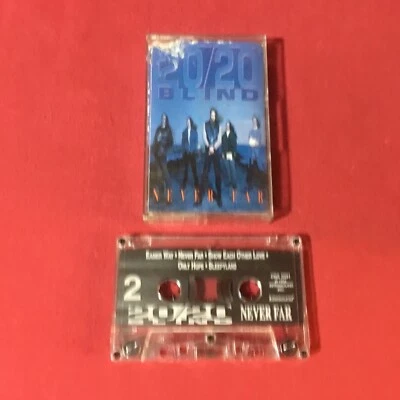 20/20
BLIND
NEVER FAR
EASIER WAY • NEVER FAR • SHOW EACH OTHER LOVE •
ONLY HOPE • SLEEPYLAND
2
20/20
BLIND
NEVER FAR